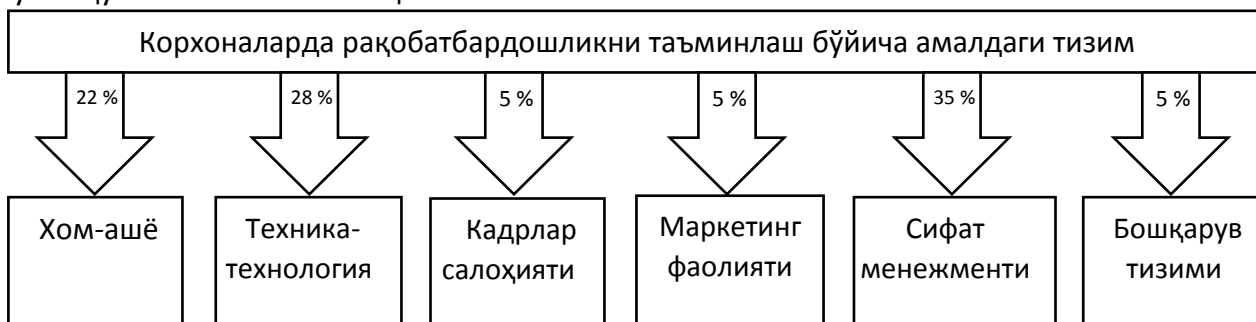 Корхоналарда рақобатбардошликни таъминлаш бўйича амалдаги тизим
22 %
28 %
5 %
5 %
35 %
5 %
Хом-ашё
Техника-
технология
Кадрлар
салоҳияти
Маркетинг
фаолияти
Сифат
менежменти
Бошқарув
тизими